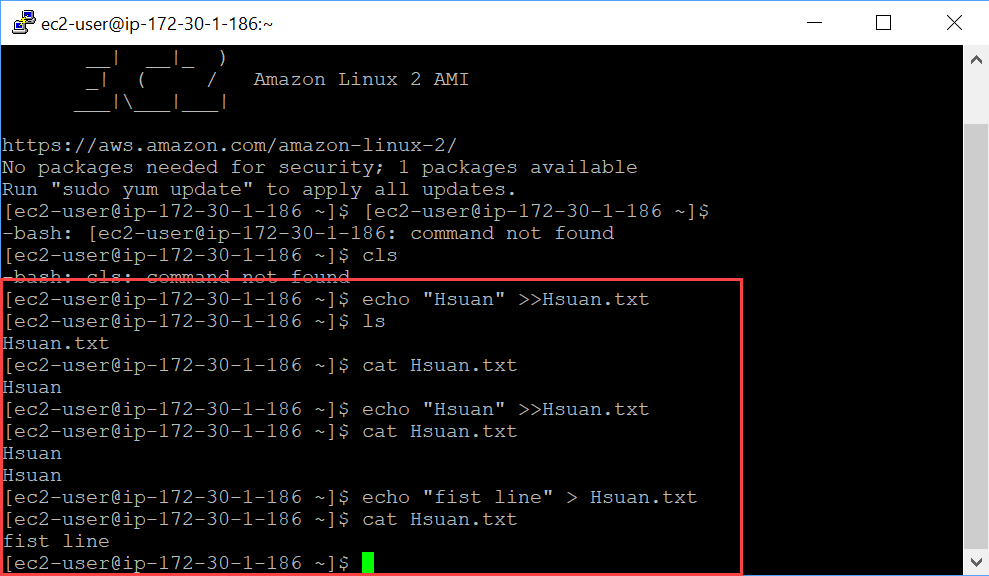 ec2-user@ip-172-30-1-186:~
__|  __|_  )
_|  (     /   Amazon Linux 2 AMI
___|\___|___|
https://aws.amazon.com/amazon-linux-2/
No packages needed for security; 1 packages available
Run "sudo yum update" to apply all updates.
[ec2-user@ip-172-30-1-186 ~]$ [ec2-user@ip-172-30-1-186 ~]$
-bash: [ec2-user@ip-172-30-1-186: command not found
[ec2-user@ip-172-30-1-186 ~]$ cls
-bash: cls: command not found
[ec2-user@ip-172-30-1-186 ~]$ echo "Hsuan" >>Hsuan.txt
[ec2-user@ip-172-30-1-186 ~]$ ls
Hsuan.txt
[ec2-user@ip-172-30-1-186 ~]$ cat Hsuan.txt
Hsuan
[ec2-user@ip-172-30-1-186 ~]$ echo "Hsuan" >>Hsuan.txt
[ec2-user@ip-172-30-1-186 ~]$ cat Hsuan.txt
Hsuan
Hsuan
[ec2-user@ip-172-30-1-186 ~]$ echo "fist line" > Hsuan.txt
[ec2-user@ip-172-30-1-186 ~]$ cat Hsuan.txt
fist line
[ec2-user@ip-172-30-1-186 ~]$